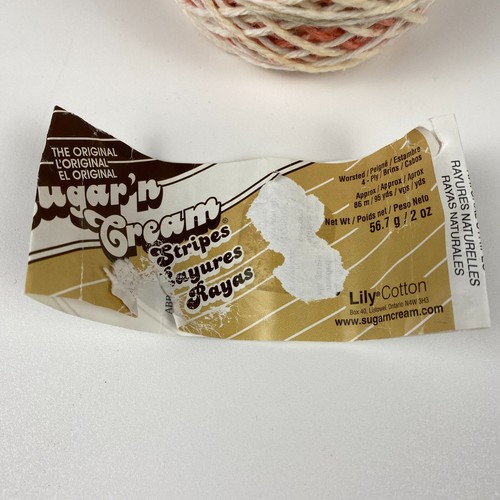 THE ORIGINAL
L'ORIGINAL
EL ORIGINAL
Sugar'n
Cream®
Stripes
Rayures
Rayas
Worsted / Peigné / Estambre
4 - Ply / Brins / Cabos
Approx / Approx / Aprox
86 m / 95 yds / vgs / yds
Net Wt / Poids net / Peso Neto
56.7 g / 2 oz
Lily® Cotton
Box 40, Listowel, Ontario N4W 3H3
www.sugarncream.com
RAYURES NATURELLES
RAYAS NATURALES